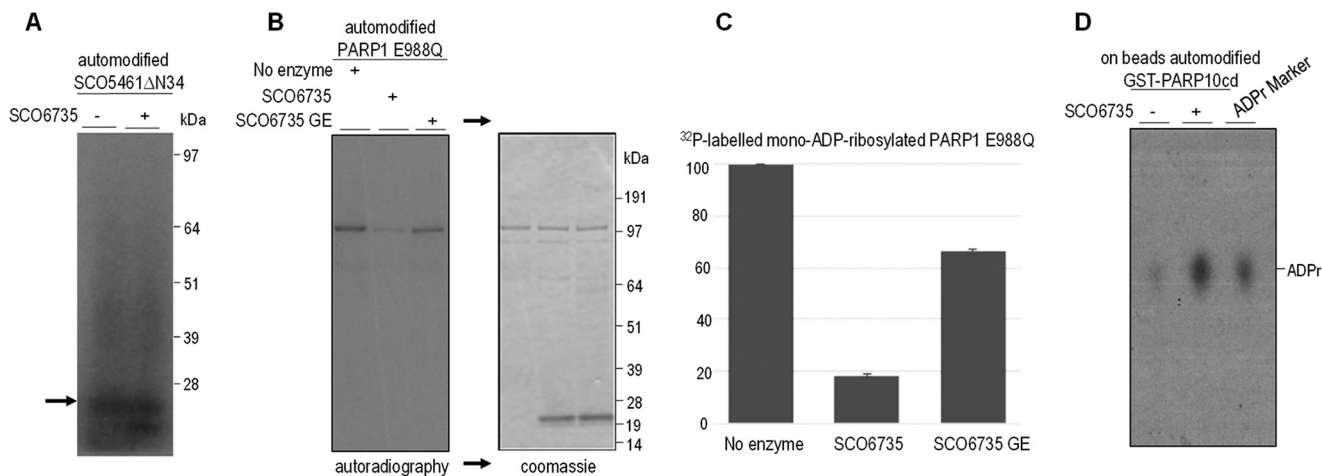 A
automodified
SCO5461ΔN34
SCO6735 - + kDa
97
64
51
39
28
B
automodified
PARP1 E988Q
No enzyme +
SCO6735 +
SCO6735 GE +
kDa
191
97
64
51
39
28
19
14
autoradiography
coomassie
C
32P-labelled mono-ADP-ribosylated PARP1 E988Q
100
80
60
40
20
0
No enzyme SCO6735 SCO6735 GE
D
on beads automodified
GST-PARP10cd
SCO6735 - + ADPr Marker
ADPr